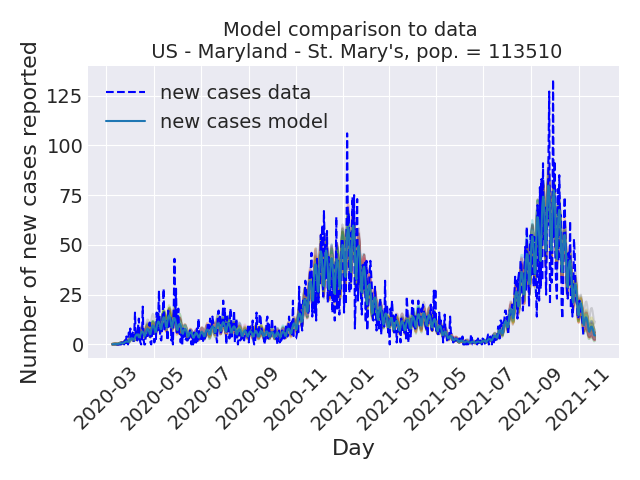 Model comparison to data
US - Maryland - St. Mary's, pop. = 113510
Number of new cases reported
125
100
75
50
25
0
new cases data
new cases model
2020-03
2020-05
2020-07
2020-09
2020-11
2021-01
2021-03
2021-05
2021-07
2021-09
2021-11
Day